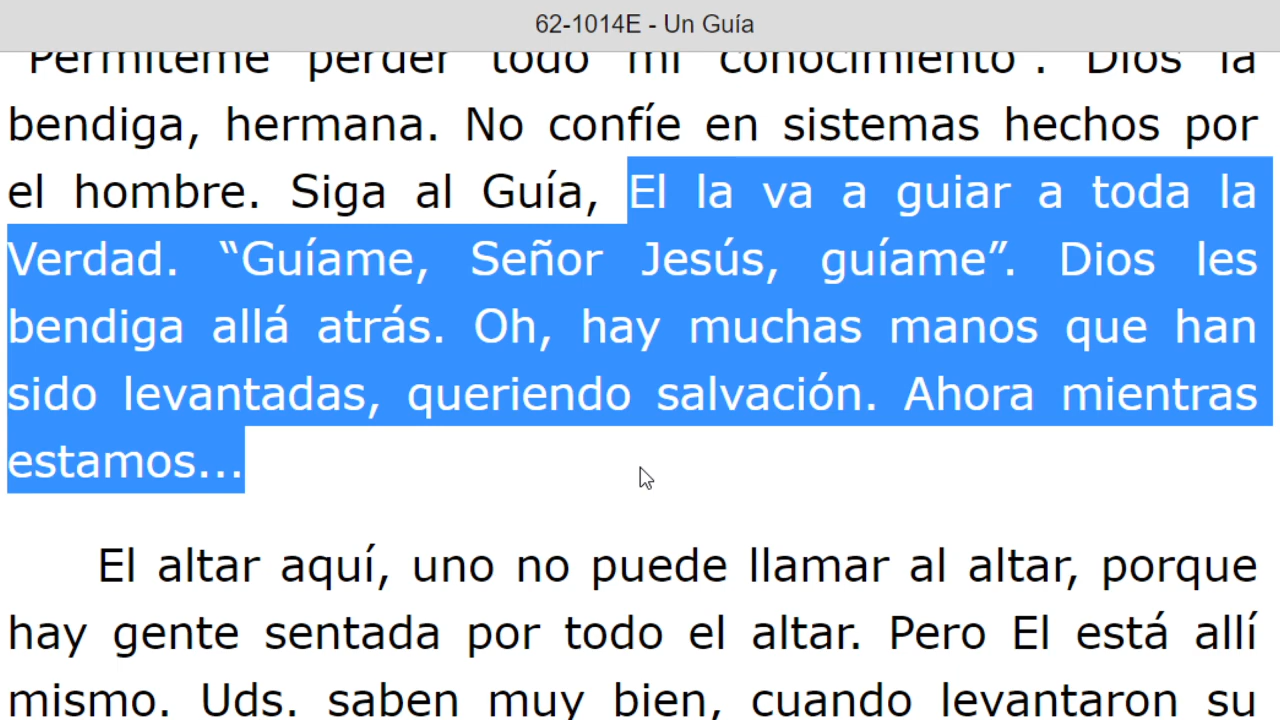 62-1014E - Un Guía
Permíteme perder todo mi conocimiento”. Dios la
bendiga, hermana. No confíe en sistemas hechos por
el hombre. Siga al Guía, El la va a guiar a toda la
Verdad. “Guíame, Señor Jesús, guíame”. Dios les
bendiga allá atrás. Oh, hay muchas manos que han
sido levantadas, queriendo salvación. Ahora mientras
estamos...
El altar aquí, uno no puede llamar al altar, porque
hay gente sentada por todo el altar. Pero El está allí
mismo. Uds. saben muy bien, cuando levantaron su